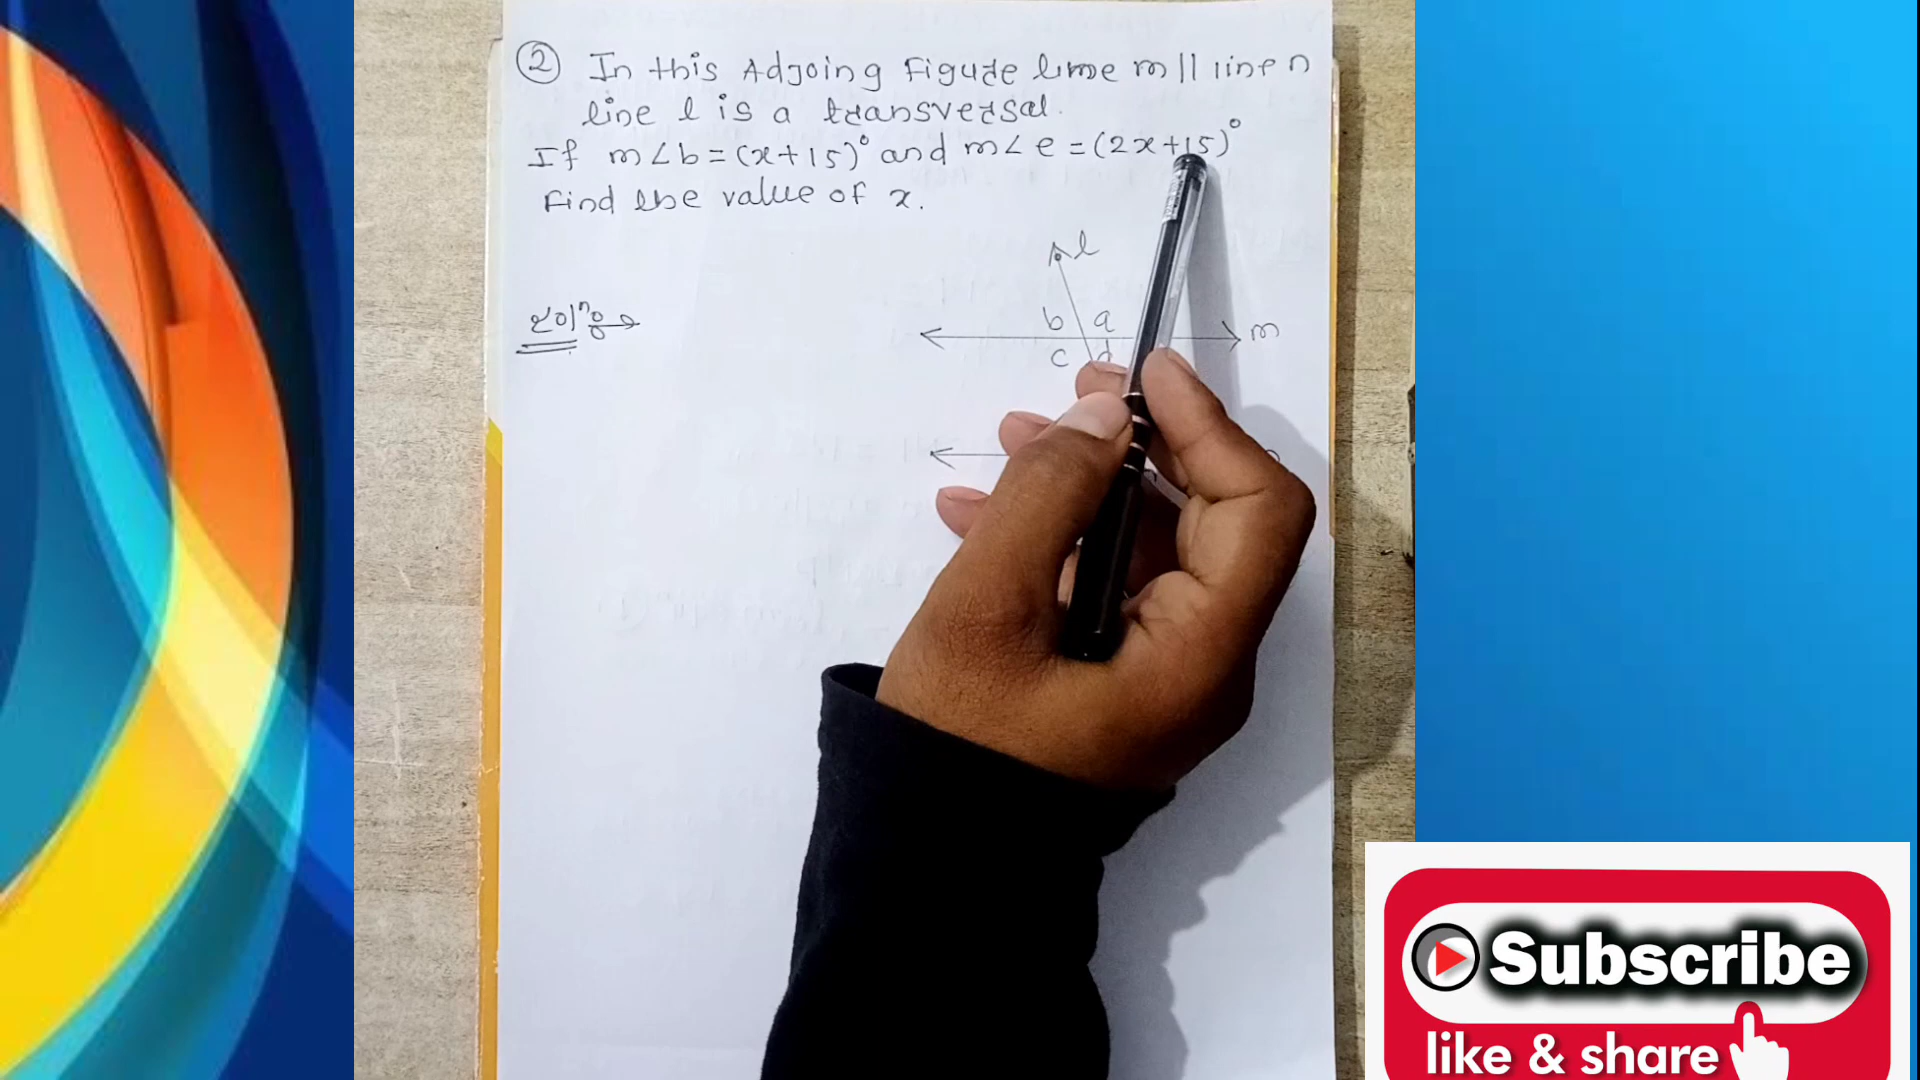 ② In this Adjoing Figure line m || line n
line l is a transversal.
If m∠b = (x+15)° and m∠e = (2x+15)°
Find the value of x.
l
b a
m
c d
Subscribe
like & share